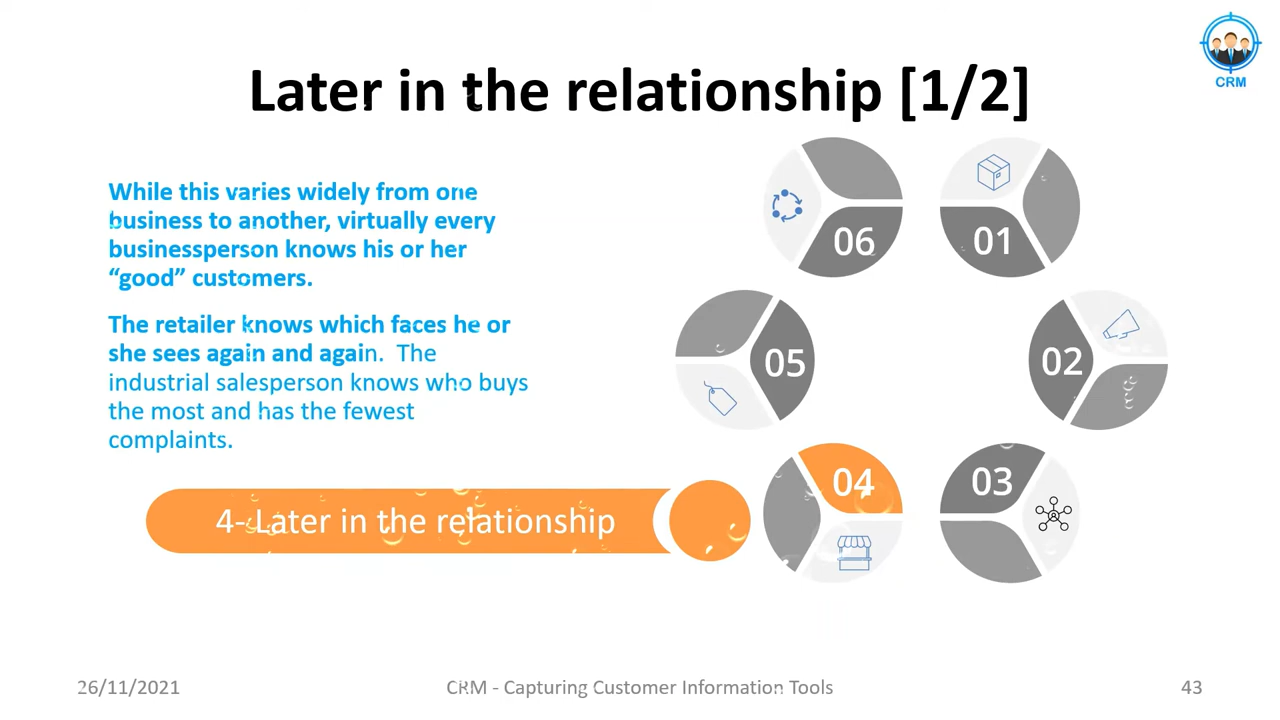 CRM
Later in the relationship [1/2]
While this varies widely from one
business to another, virtually every
businessperson knows his or her
“good” customers.
The retailer knows which faces he or
she sees again and again. The
industrial salesperson knows who buys
the most and has the fewest
complaints.
4- Later in the relationship
06
01
05
02
04
03
26/11/2021
CRM - Capturing Customer Information Tools
43